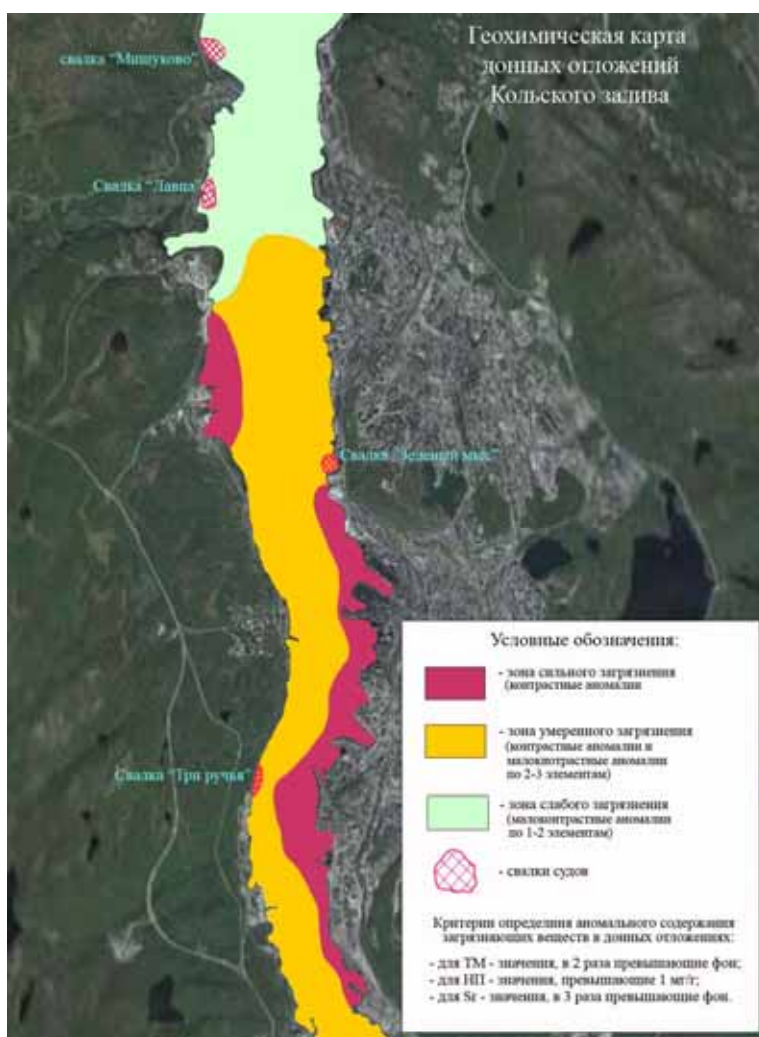 Геохимическая карта
донных отложений
Кольского залива
свалка "Мишуково"
Свалка "Лавна"
Свалка "Зеленый мыс"
Свалка "Три ручья"
Условные обозначения:
- зона сильного загрязнения
(контрастные аномалии
- зона умеренного загрязнения
(контрастные аномалии и
малоконтрастные аномалии
по 2-3 элементам)
- зона слабого загрязнения
(малоконтрастные аномалии
по 1-2 элементам)
- свалки судов
Критерии определния аномального содержания
загрязняющих веществ в донных отложениях:
- для ТМ - значения, в 2 раза превышающие фон;
- для НП - значения, превышающие 1 мг/г;
- для Sr - значения, в 3 раза превышающие фон.